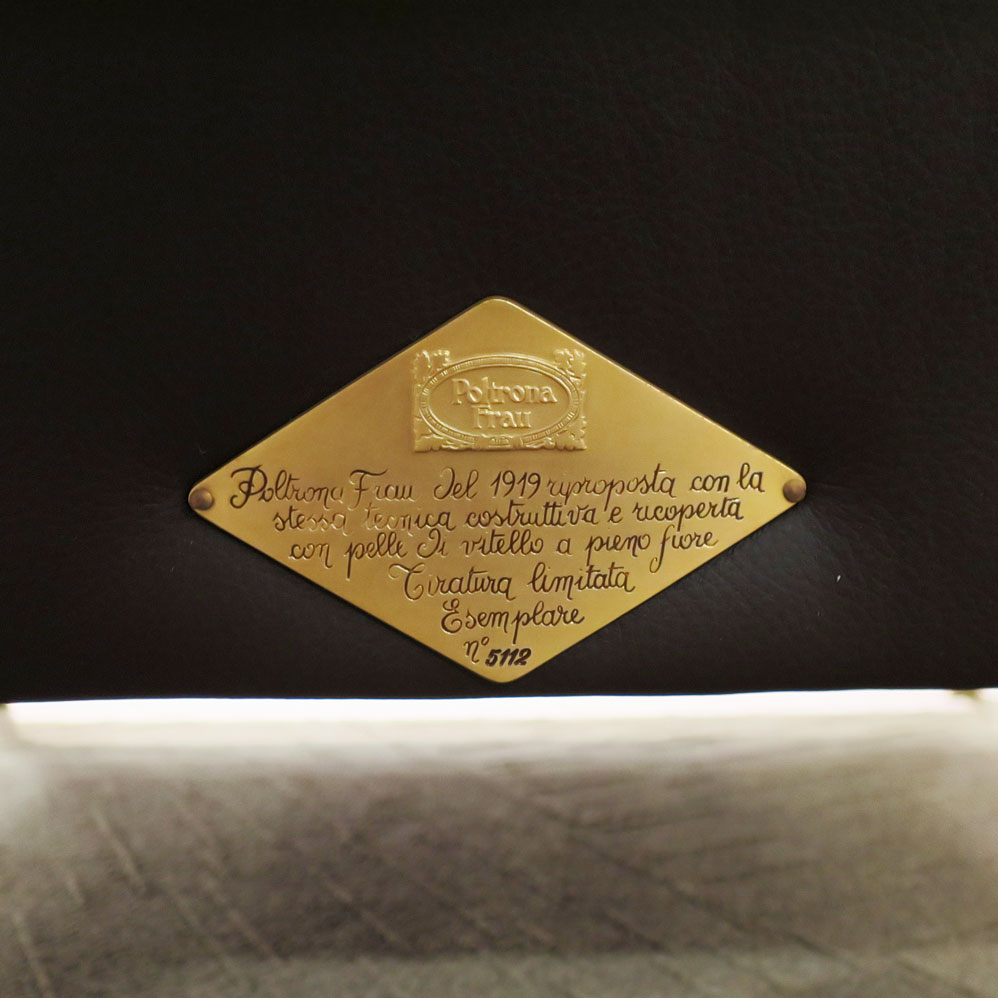 Poltrona
Frau
Poltrona Frau del 1919 riproposta con la
stessa tecnica costruttiva e ricoperta
con pelle di vitello a pieno fiore
Tiratura limitata
Esemplare
n° 5112